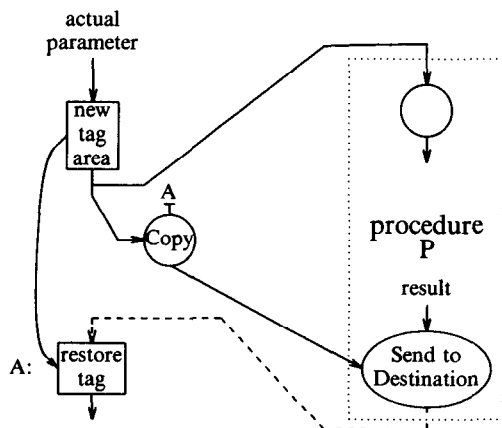 actual
parameter
new
tag
area
A
Copy
procedure
P
result
A:
restore
tag
Send to
Destination